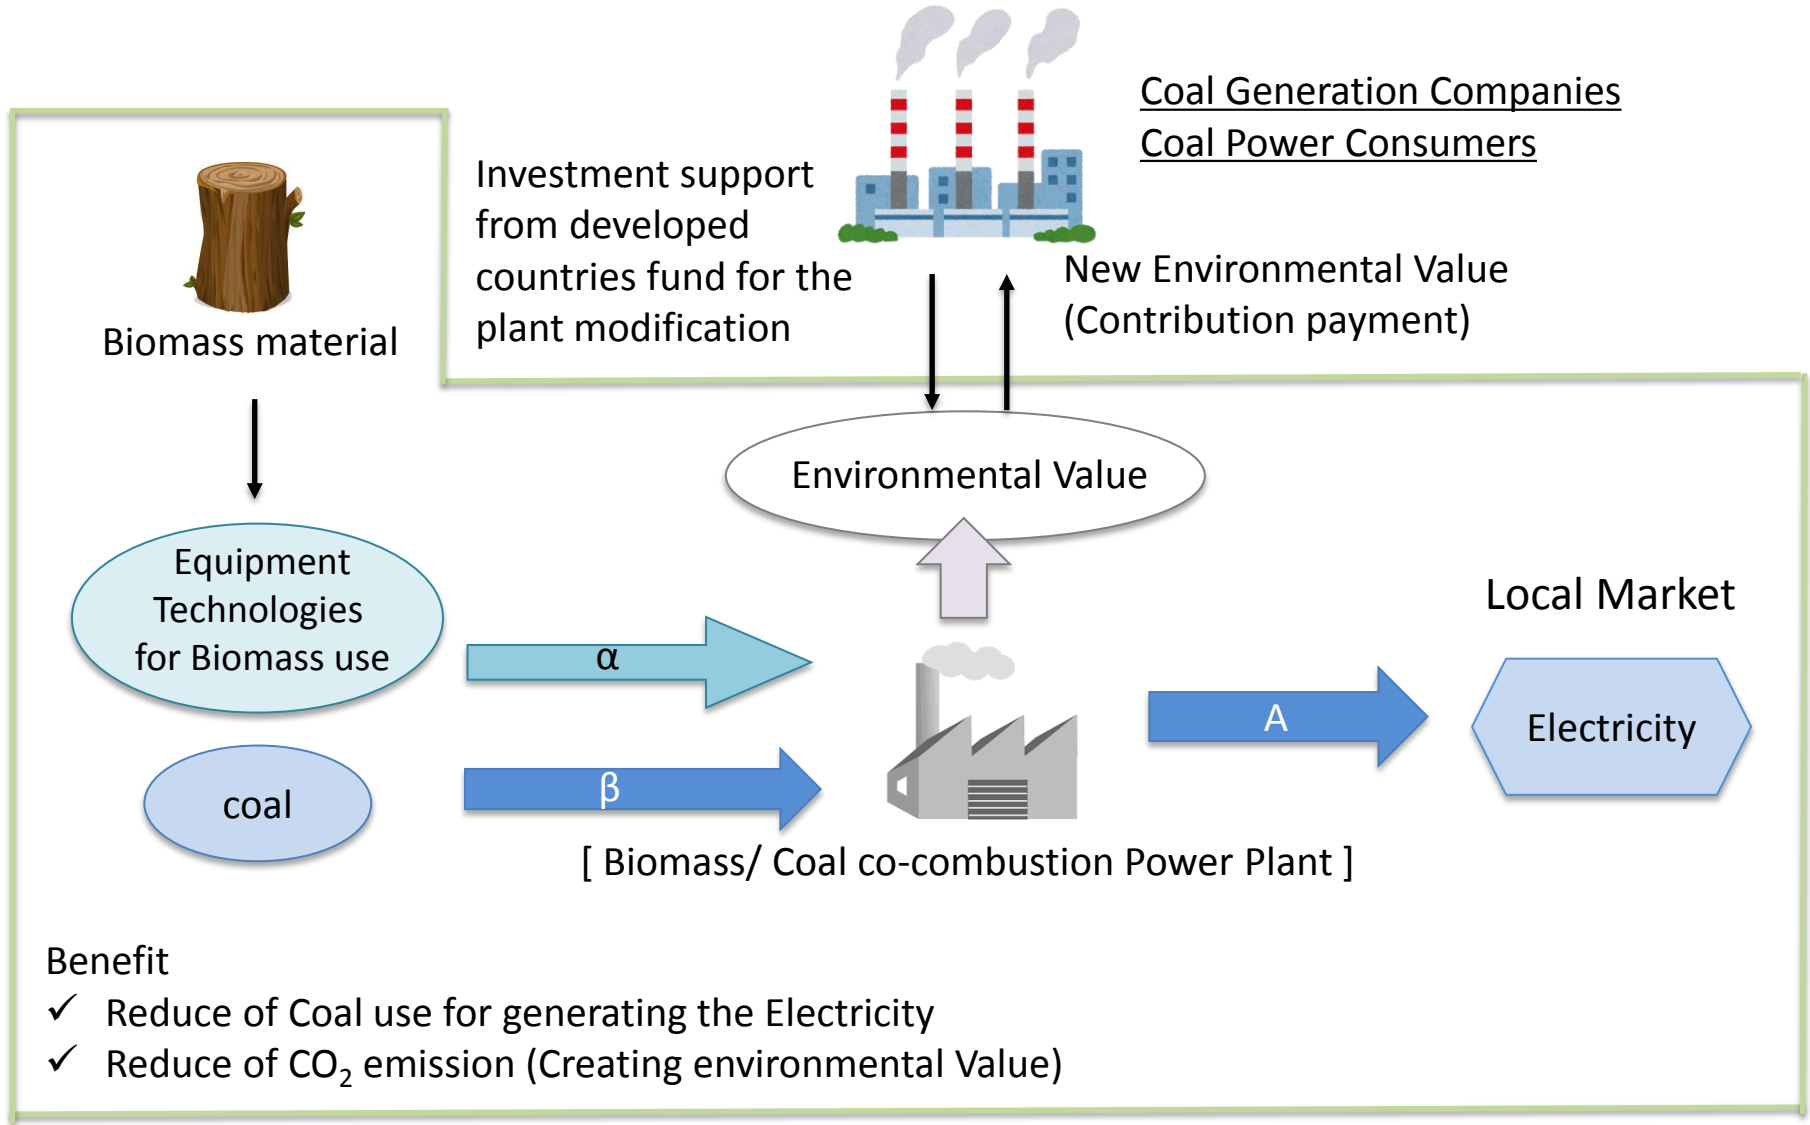 Coal Generation Companies
Coal Power Consumers
Investment support
from developed
countries fund for the
plant modification
New Environmental Value
(Contribution payment)
Biomass material
Environmental Value
Equipment
Technologies
for Biomass use
α
Local Market
A
Electricity
coal
β
[ Biomass/ Coal co-combustion Power Plant ]
Benefit
✓ Reduce of Coal use for generating the Electricity
✓ Reduce of CO₂ emission (Creating environmental Value)